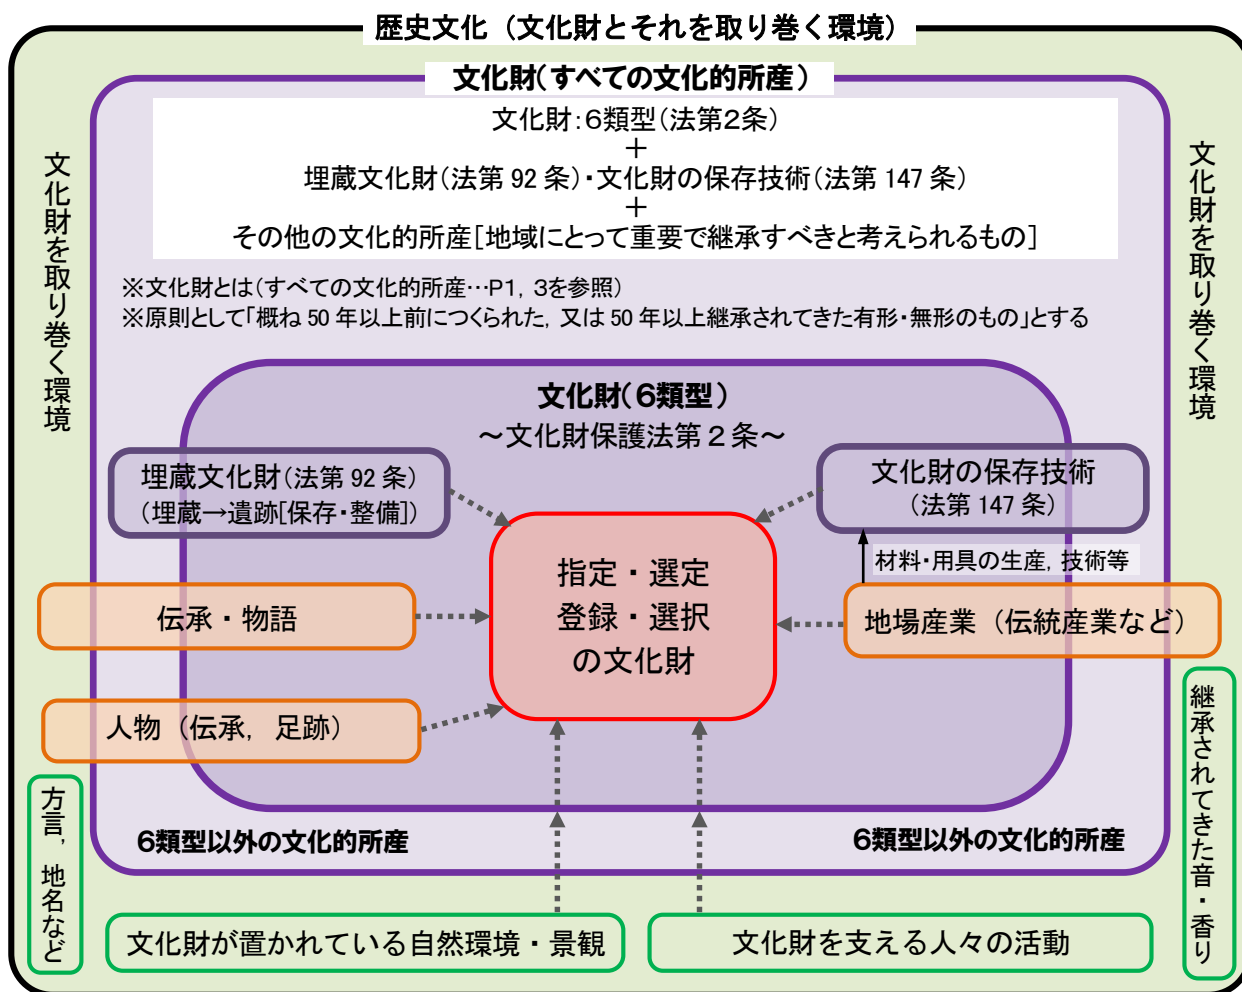 歴史文化（文化財とそれを取り巻く環境）
文化財（すべての文化的所産）
文化財：６類型（法第２条）
＋
埋蔵文化財（法第 92 条）・文化財の保存技術（法第 147 条）
＋
その他の文化的所産［地域にとって重要で継承すべきと考えられるもの］
※文化財とは（すべての文化的所産…P1，3を参照）
※原則として「概ね 50 年以上前につくられた，又は 50 年以上継承されてきた有形・無形のもの」とする
文化財を取り巻く環境
文化財を取り巻く環境
文化財（６類型）
～文化財保護法第２条～
埋蔵文化財（法第 92 条）
（埋蔵→遺跡［保存・整備］）
文化財の保存技術
（法第 147 条）
材料・用具の生産，技術等
指定・選定
登録・選択
の文化財
伝承・物語
地場産業（伝統産業など）
人物（伝承，足跡）
継承されてきた音・香り
方言，地名など
６類型以外の文化的所産
６類型以外の文化的所産
文化財が置かれている自然環境・景観
文化財を支える人々の活動